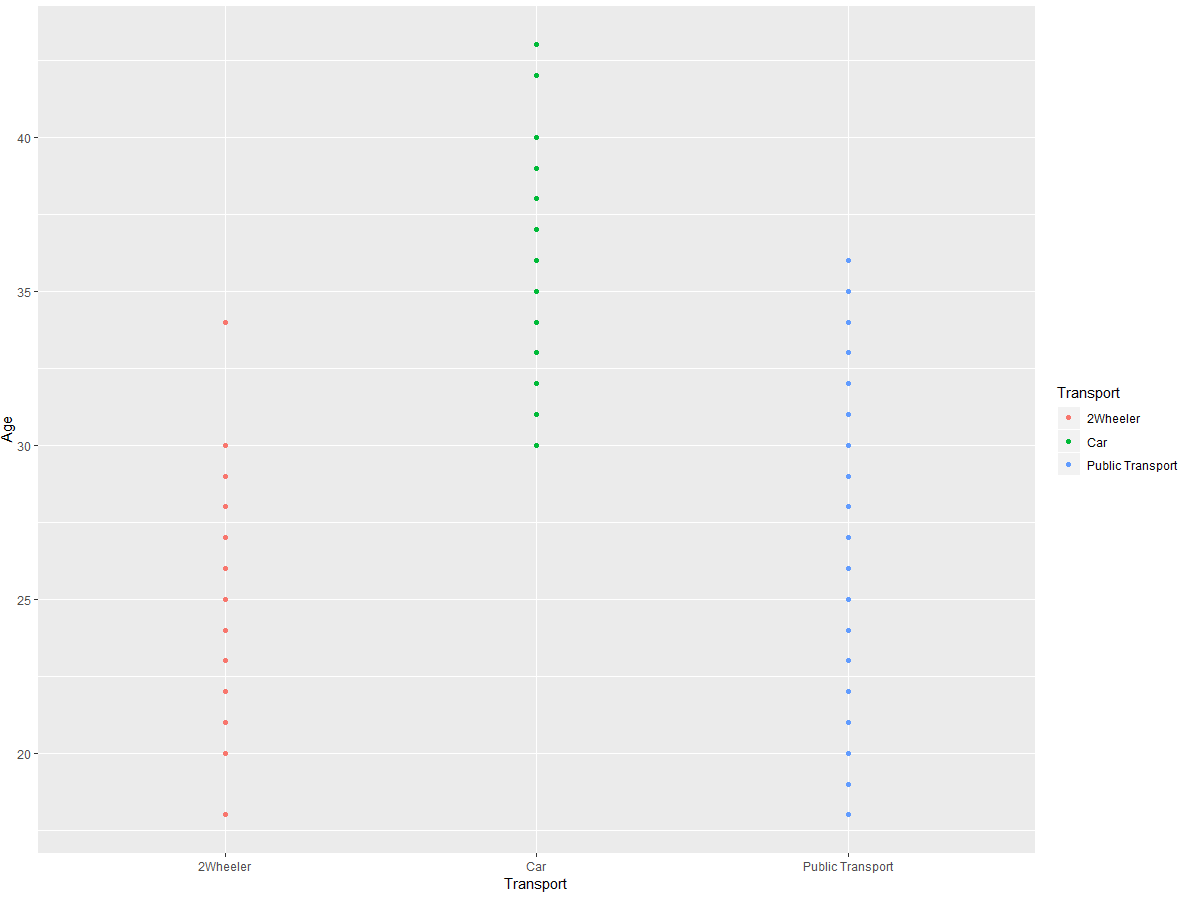 Age
40
35
30
25
20
2Wheeler
Car
Public Transport
Transport
Transport
2Wheeler
Car
Public Transport